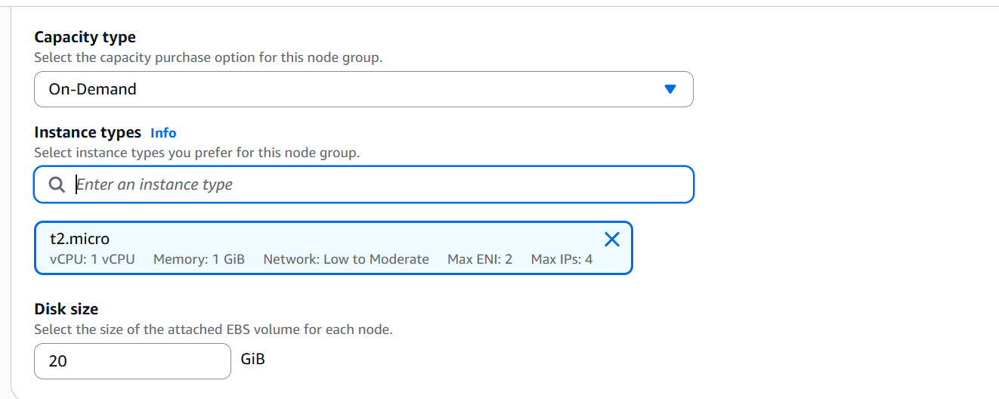 Capacity type
Select the capacity purchase option for this node group.
On-Demand
Instance types Info
Select instance types you prefer for this node group.
Enter an instance type
t2.micro
vCPU: 1 vCPU Memory: 1 GiB Network: Low to Moderate Max ENI: 2 Max IPs: 4
Disk size
Select the size of the attached EBS volume for each node.
20 GiB